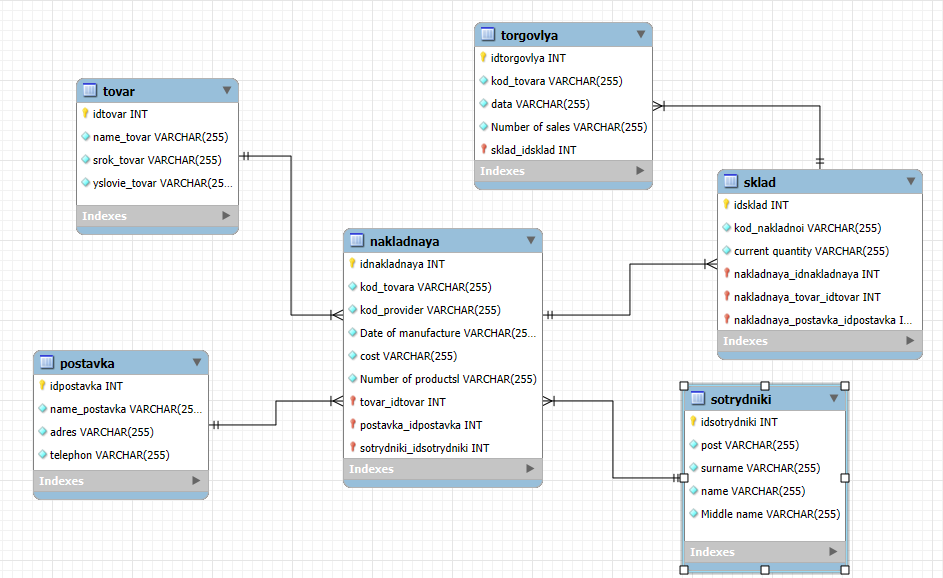 torgovlya
idtorgovlya INT
kod_tovara VARCHAR(255)
data VARCHAR(255)
Number of sales VARCHAR(255)
sklad_idsklad INT
Indexes
tovar
idtovar INT
name_tovar VARCHAR(255)
srok_tovar VARCHAR(255)
yslovie_tovar VARCHAR(25...
Indexes
sklad
idsklad INT
kod_nakladnoi VARCHAR(255)
current quantity VARCHAR(255)
nakladnaya_idnakladnaya INT
nakladnaya_tovar_idtovar INT
nakladnaya_postavka_idpostavka I...
Indexes
nakladnaya
idnakladnaya INT
kod_tovara VARCHAR(255)
kod_provider VARCHAR(255)
Date of manufacture VARCHAR(25...
cost VARCHAR(255)
Number of productsl VARCHAR(255)
tovar_idtovar INT
postavka_idpostavka INT
sotrydniki_idsotrydniki INT
Indexes
postavka
idpostavka INT
name_postavka VARCHAR(25...
adres VARCHAR(255)
telephon VARCHAR(255)
Indexes
sotrydniki
idsotrydniki INT
post VARCHAR(255)
surname VARCHAR(255)
name VARCHAR(255)
Middle name VARCHAR(255)
Indexes